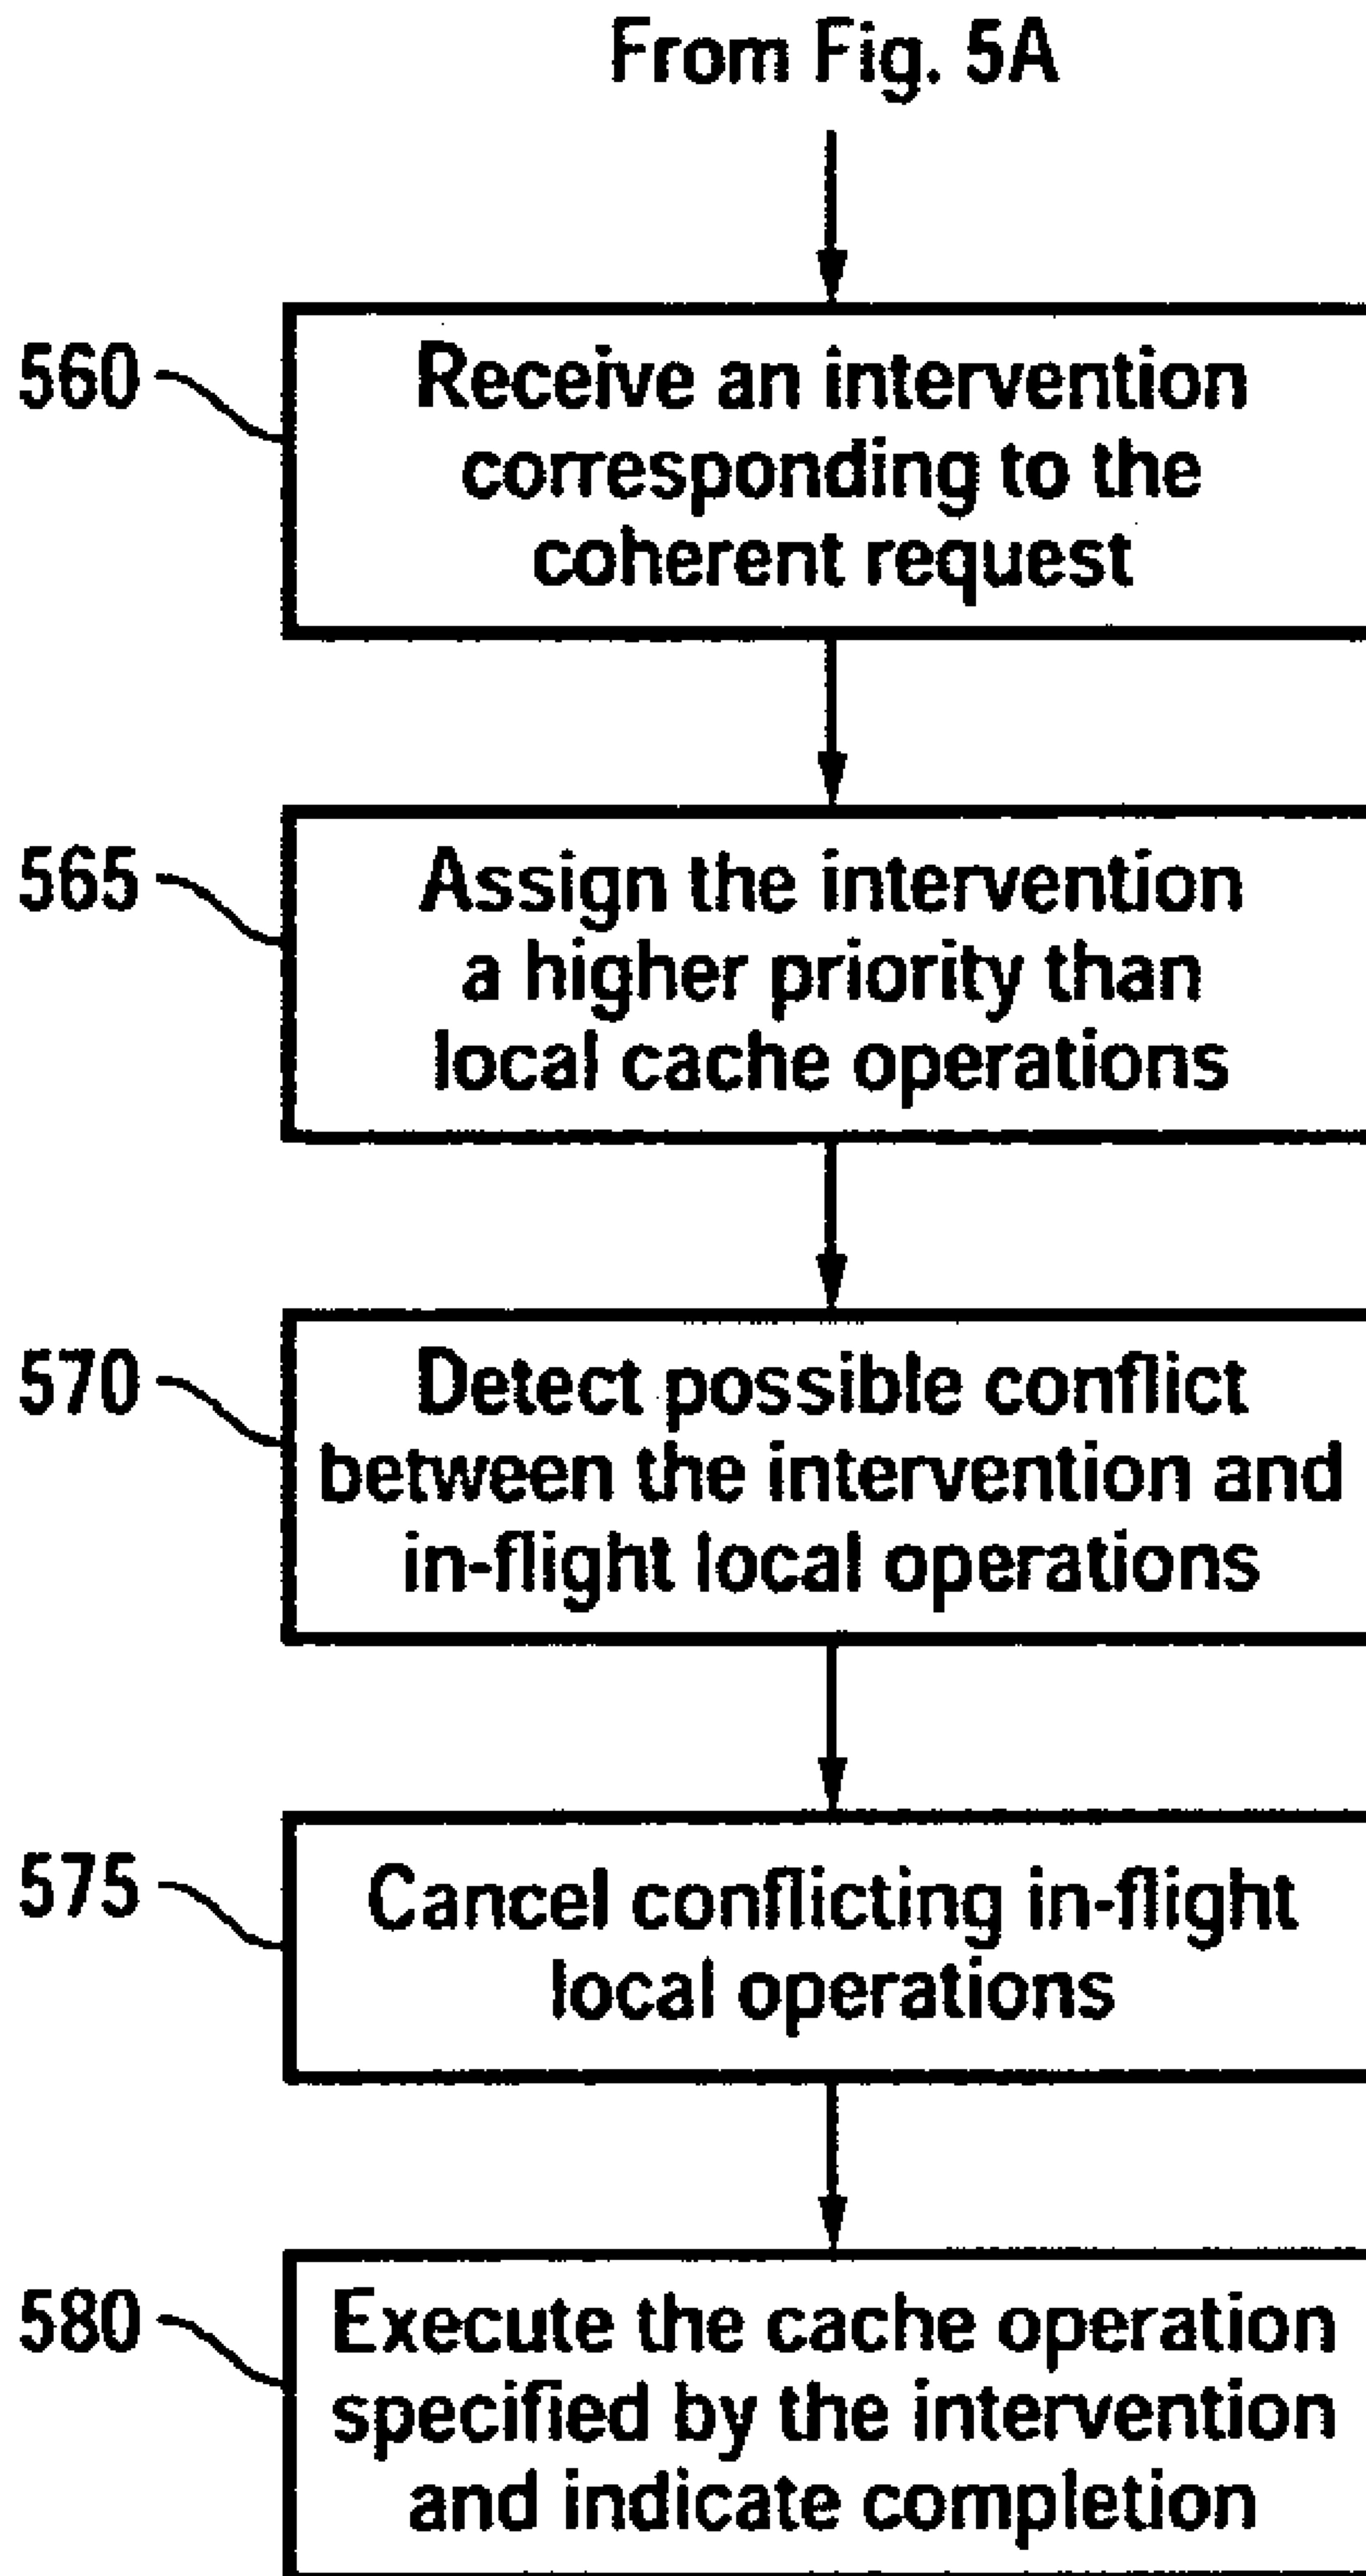 From Fig. 5A
560
Receive an intervention
corresponding to the
coherent request
565
Assign the intervention
a higher priority than
local cache operations
570
Detect possible conflict
between the intervention and
in-flight local operations
575
Cancel conflicting in-flight
local operations
580
Execute the cache operation
specified by the intervention
and indicate completion